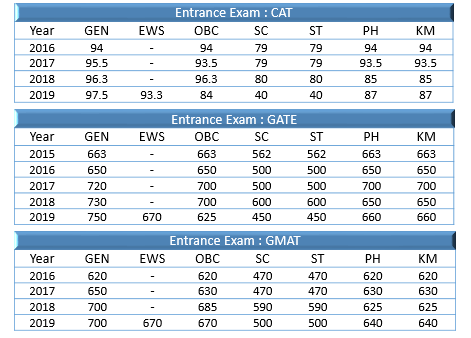 Entrance Exam : CAT
Year GEN EWS OBC SC ST PH KM
2016 94 - 94 79 79 94 94
2017 95.5 - 93.5 79 79 93.5 93.5
2018 96.3 - 96.3 80 80 85 85
2019 97.5 93.3 84 40 40 87 87
Entrance Exam : GATE
Year GEN EWS OBC SC ST PH KM
2015 663 - 663 562 562 663 663
2016 650 - 650 500 500 650 650
2017 720 - 700 500 500 700 700
2018 730 - 700 600 600 650 650
2019 750 670 625 450 450 660 660
Entrance Exam : GMAT
Year GEN EWS OBC SC ST PH KM
2016 620 - 620 470 470 620 620
2017 650 - 630 470 470 630 630
2018 700 - 685 590 590 625 625
2019 700 670 670 500 500 640 640